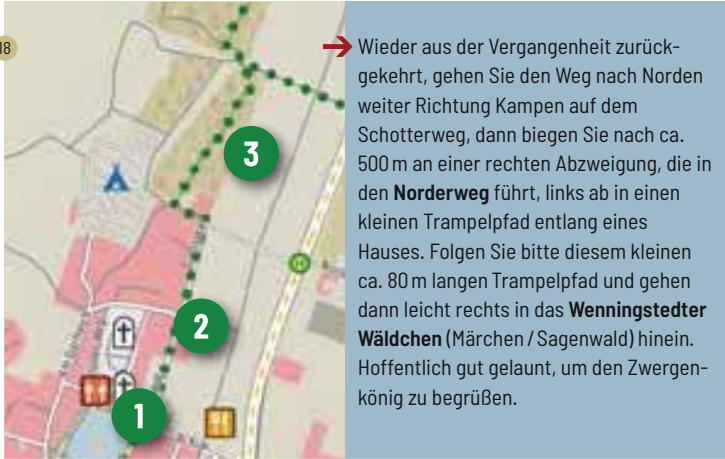 18
Wieder aus der Vergangenheit zurück-
gekehrt, gehen Sie den Weg nach Norden
weiter Richtung Kampen auf dem
Schotterweg, dann biegen Sie nach ca.
500 m an einer rechten Abzweigung, die in
den Norderweg führt, links ab in einen
kleinen Trampelpfad entlang eines
Hauses. Folgen Sie bitte diesem kleinen
ca. 80 m langen Trampelpfad und gehen
dann leicht rechts in das Wenningstedter
Wäldchen (Märchen / Sagenwald) hinein.
Hoffentlich gut gelaunt, um den Zwergen-
könig zu begrüßen.
3
H
2
1